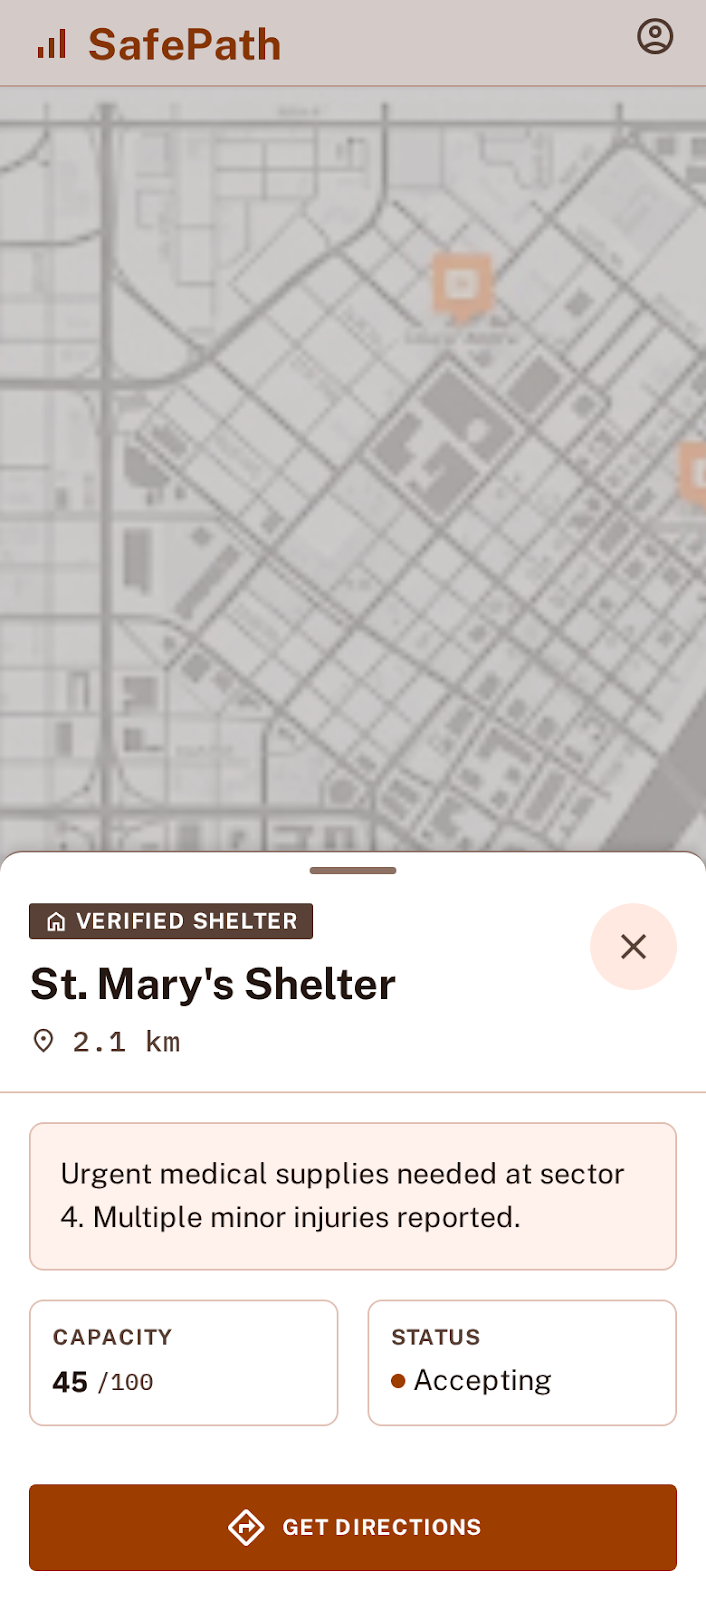 SafePath
VERIFIED SHELTER
St. Mary's Shelter
2.1 km
Urgent medical supplies needed at sector
4. Multiple minor injuries reported.
CAPACITY
45 /100
STATUS
Accepting
GET DIRECTIONS